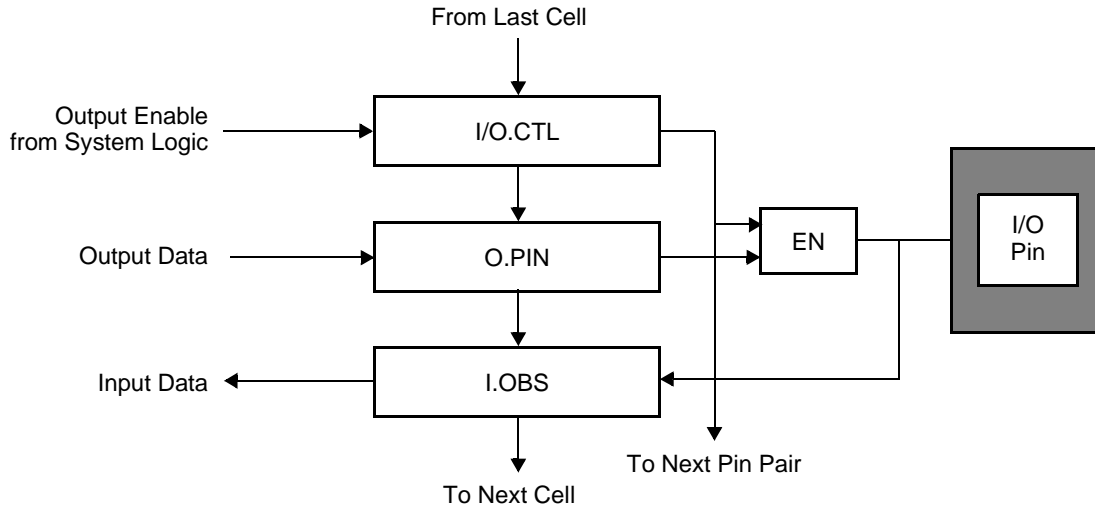 From Last Cell
Output Enable
from System Logic
I/O.CTL
I/O
Pin
EN
Output Data
O.PIN
Input Data
I.OBS
To Next Pin Pair
To Next Cell